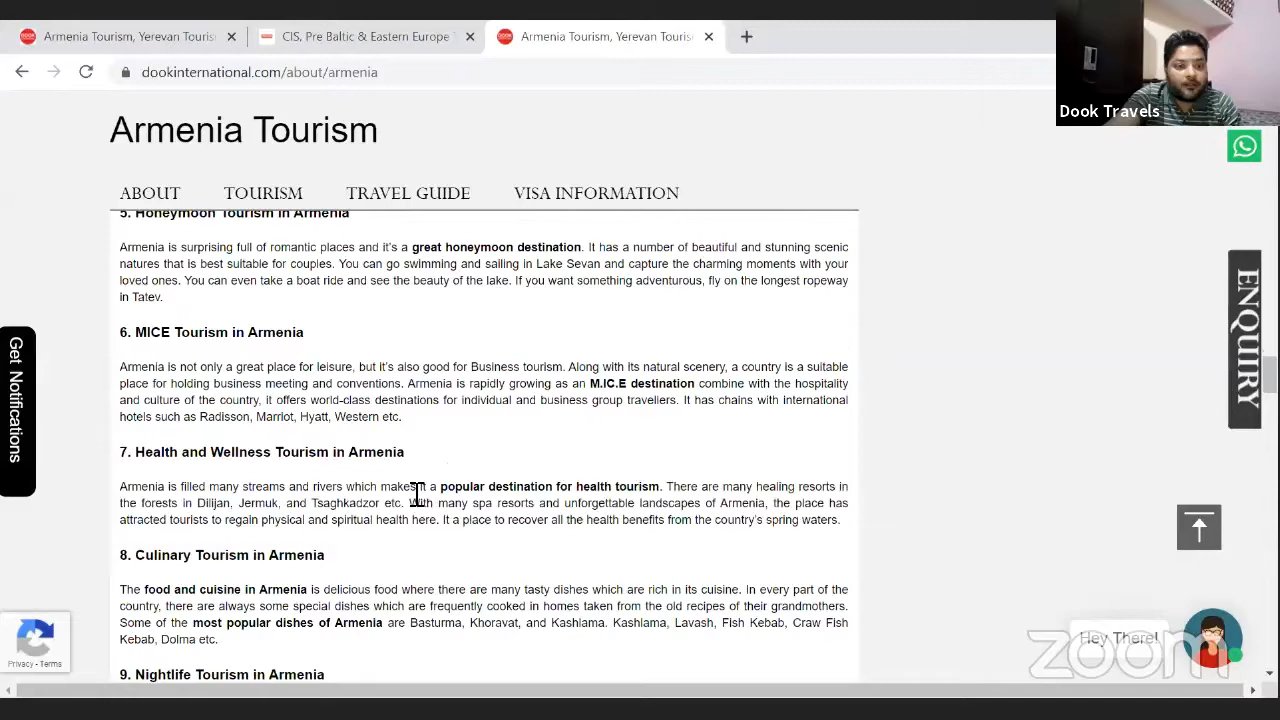 Armenia Tourism, Yerevan Touris
CIS, Pre Baltic & Eastern Europe
Armenia Tourism, Yerevan Touris
dookinternational.com/about/armenia
Dook Travels
Armenia Tourism
ABOUT TOURISM TRAVEL GUIDE VISA INFORMATION
5. Honeymoon Tourism in Armenia
Armenia is surprising full of romantic places and it's a great honeymoon destination. It has a number of beautiful and stunning scenic
natures that is best suitable for couples. You can go swimming and sailing in Lake Sevan and capture the charming moments with your
loved ones. You can even take a boat ride and see the beauty of the lake. If you want something adventurous, fly on the longest ropeway
in Tatev.
6. MICE Tourism in Armenia
Armenia is not only a great place for leisure, but it's also good for Business tourism. Along with its natural scenery, a country is a suitable
place for holding business meeting and conventions. Armenia is rapidly growing as an M.IC.E destination combine with the hospitality
and culture of the country, it offers world-class destinations for individual and business group travellers. It has chains with international
hotels such as Radisson, Marriot, Hyatt, Western etc.
7. Health and Wellness Tourism in Armenia
Armenia is filled many streams and rivers which makes a popular destination for health tourism. There are many healing resorts in
the forests in Dilijan, Jermuk, and Tsaghkadzor etc. With many spa resorts and unforgettable landscapes of Armenia, the place has
attracted tourists to regain physical and spiritual health here. It a place to recover all the health benefits from the country's spring waters.
8. Culinary Tourism in Armenia
The food and cuisine in Armenia is delicious food where there are many tasty dishes which are rich in its cuisine. In every part of the
country, there are always some special dishes which are frequently cooked in homes taken from the old recipes of their grandmothers.
Some of the most popular dishes of Armenia are Basturma, Khoravat, and Kashlama. Kashlama, Lavash, Fish Kebab, Craw Fish
Kebab, Dolma etc.
9. Nightlife Tourism in Armenia
Get Notifications
ENQUIRY
Privacy • Terms
Hey There!
zoom